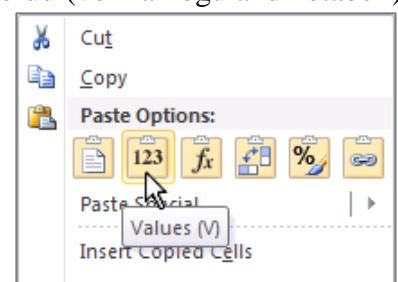 Cut
Copy
Paste Options:
123 fx %
Paste Special
Values (V)
Insert Copied Cells